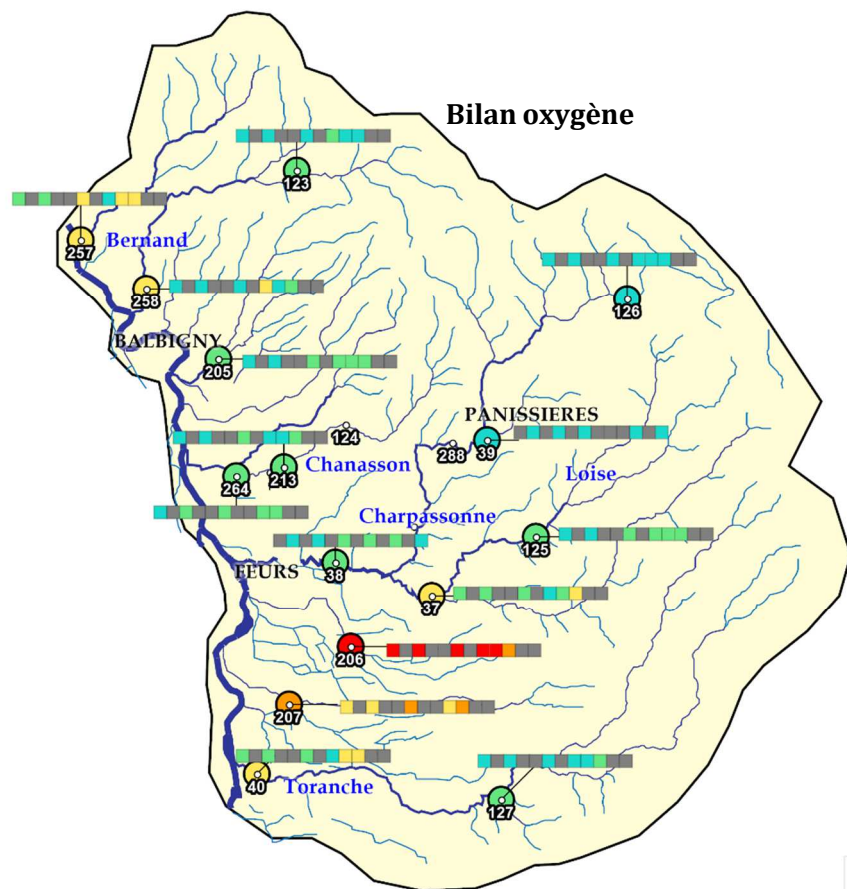 Bilan oxygène
123
Bernand
257
258
126
BALBIGNY
205
PANISSIERES
124
288
39
Chanasson
213
264
Loise
Charpassonne
125
FEURS
38
37
206
207
Toranche
40
127